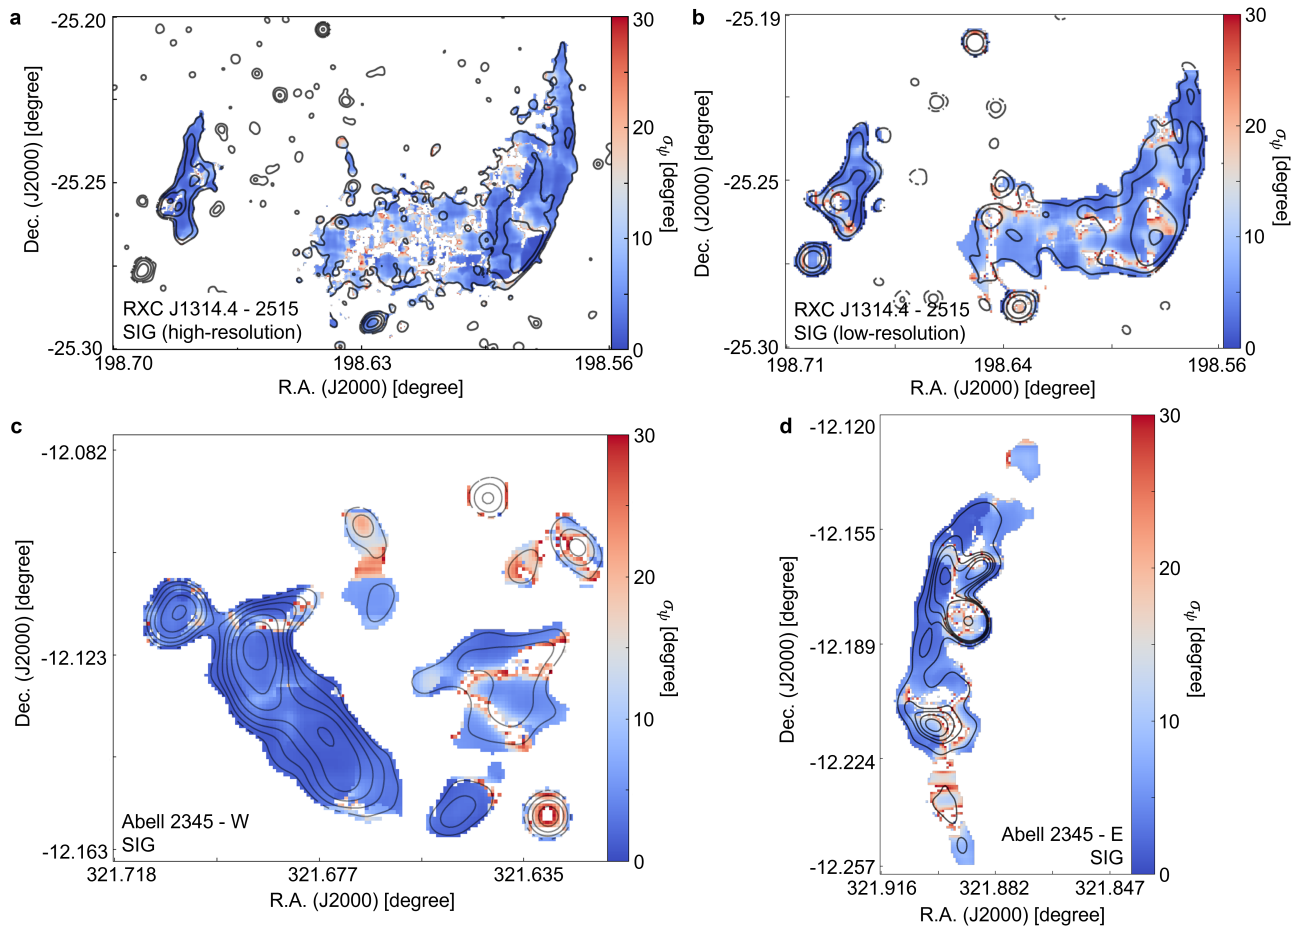 a
-25.20
-25.25
-25.30
Dec. (J2000) [degree]
RXC J1314.4 - 2515
SIG (high-resolution)
198.70
198.63
198.56
R.A. (J2000) [degree]
30
20
10
0
σψ [degree]
b
-25.19
-25.25
-25.30
Dec. (J2000) [degree]
RXC J1314.4 - 2515
SIG (low-resolution)
198.71
198.64
198.56
R.A. (J2000) [degree]
30
20
10
0
σψ [degree]
c
-12.082
-12.123
-12.163
Dec. (J2000) [degree]
Abell 2345 - W
SIG
321.718
321.677
321.635
R.A. (J2000) [degree]
30
20
10
0
σψ [degree]
d
-12.120
-12.155
-12.189
-12.224
-12.257
Dec. (J2000) [degree]
Abell 2345 - E
SIG
321.916
321.882
321.847
R.A. (J2000) [degree]
30
20
10
0
σψ [degree]